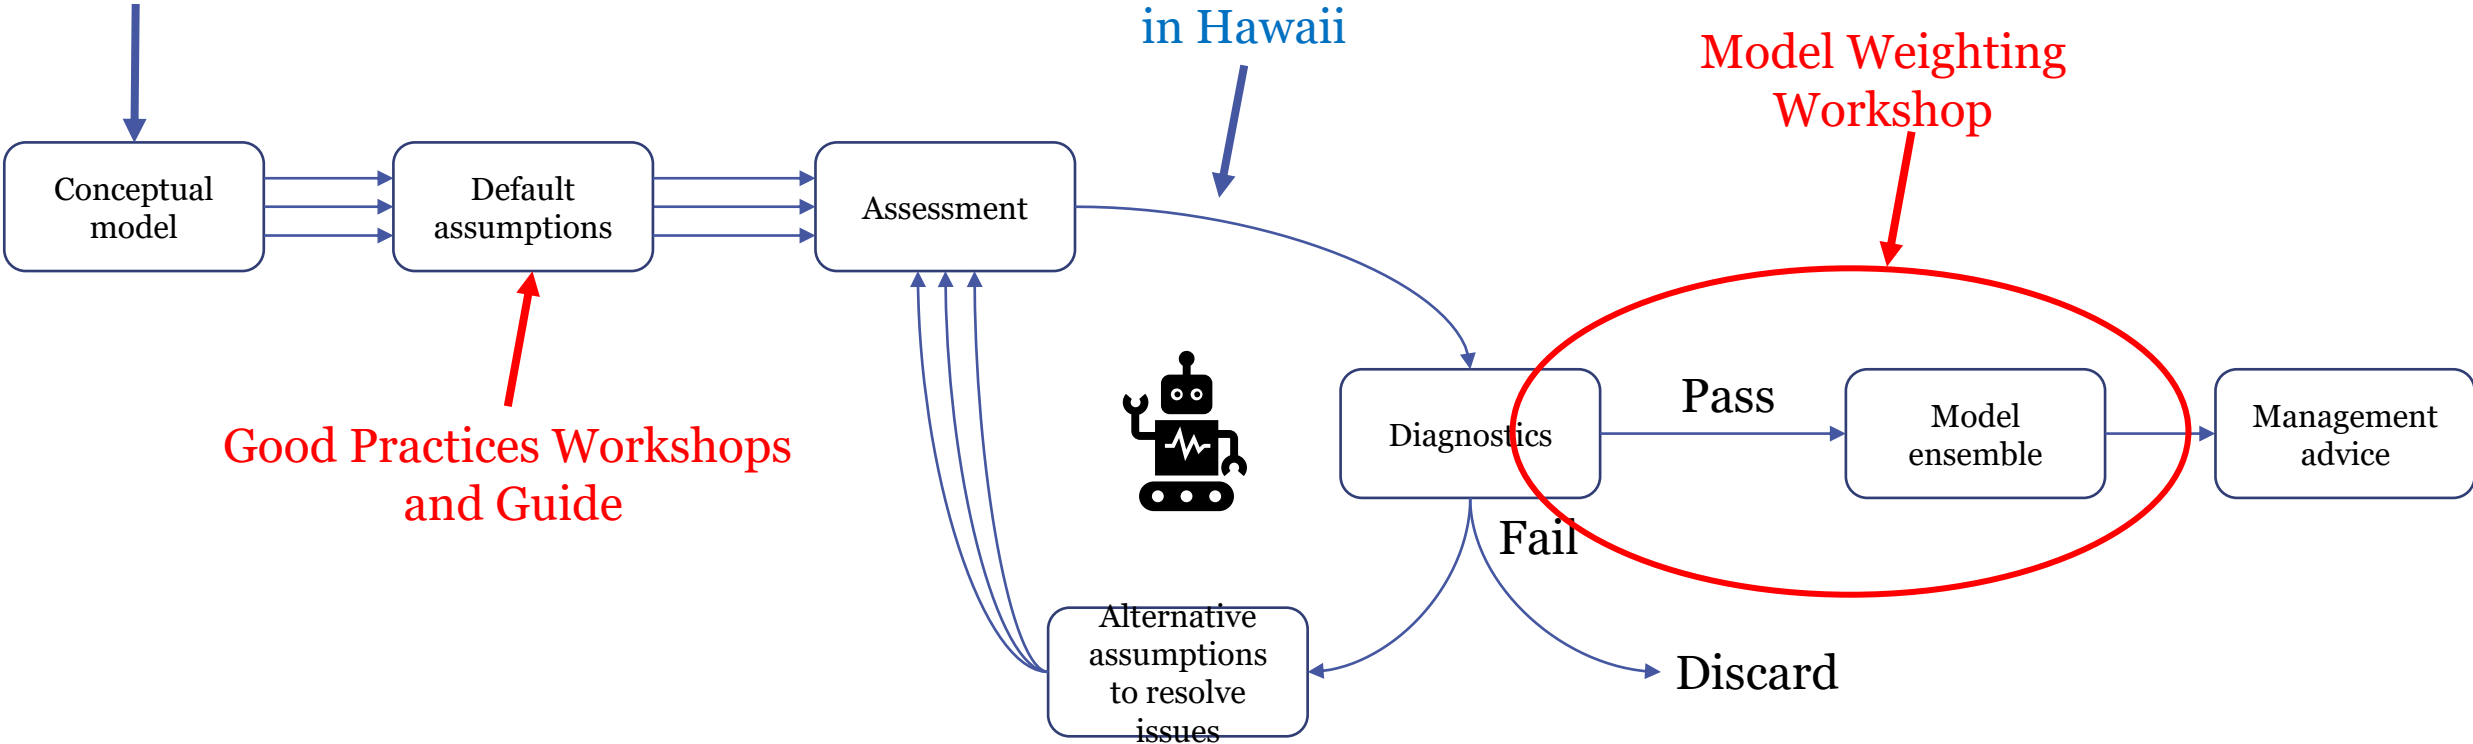 in Hawaii
Model Weighting
Workshop
Conceptual
model
Default
assumptions
Assessment
Good Practices Workshops
and Guide
Diagnostics
Pass
Model
ensemble
Management
advice
Fail
Alternative
assumptions
to resolve
issues
Discard